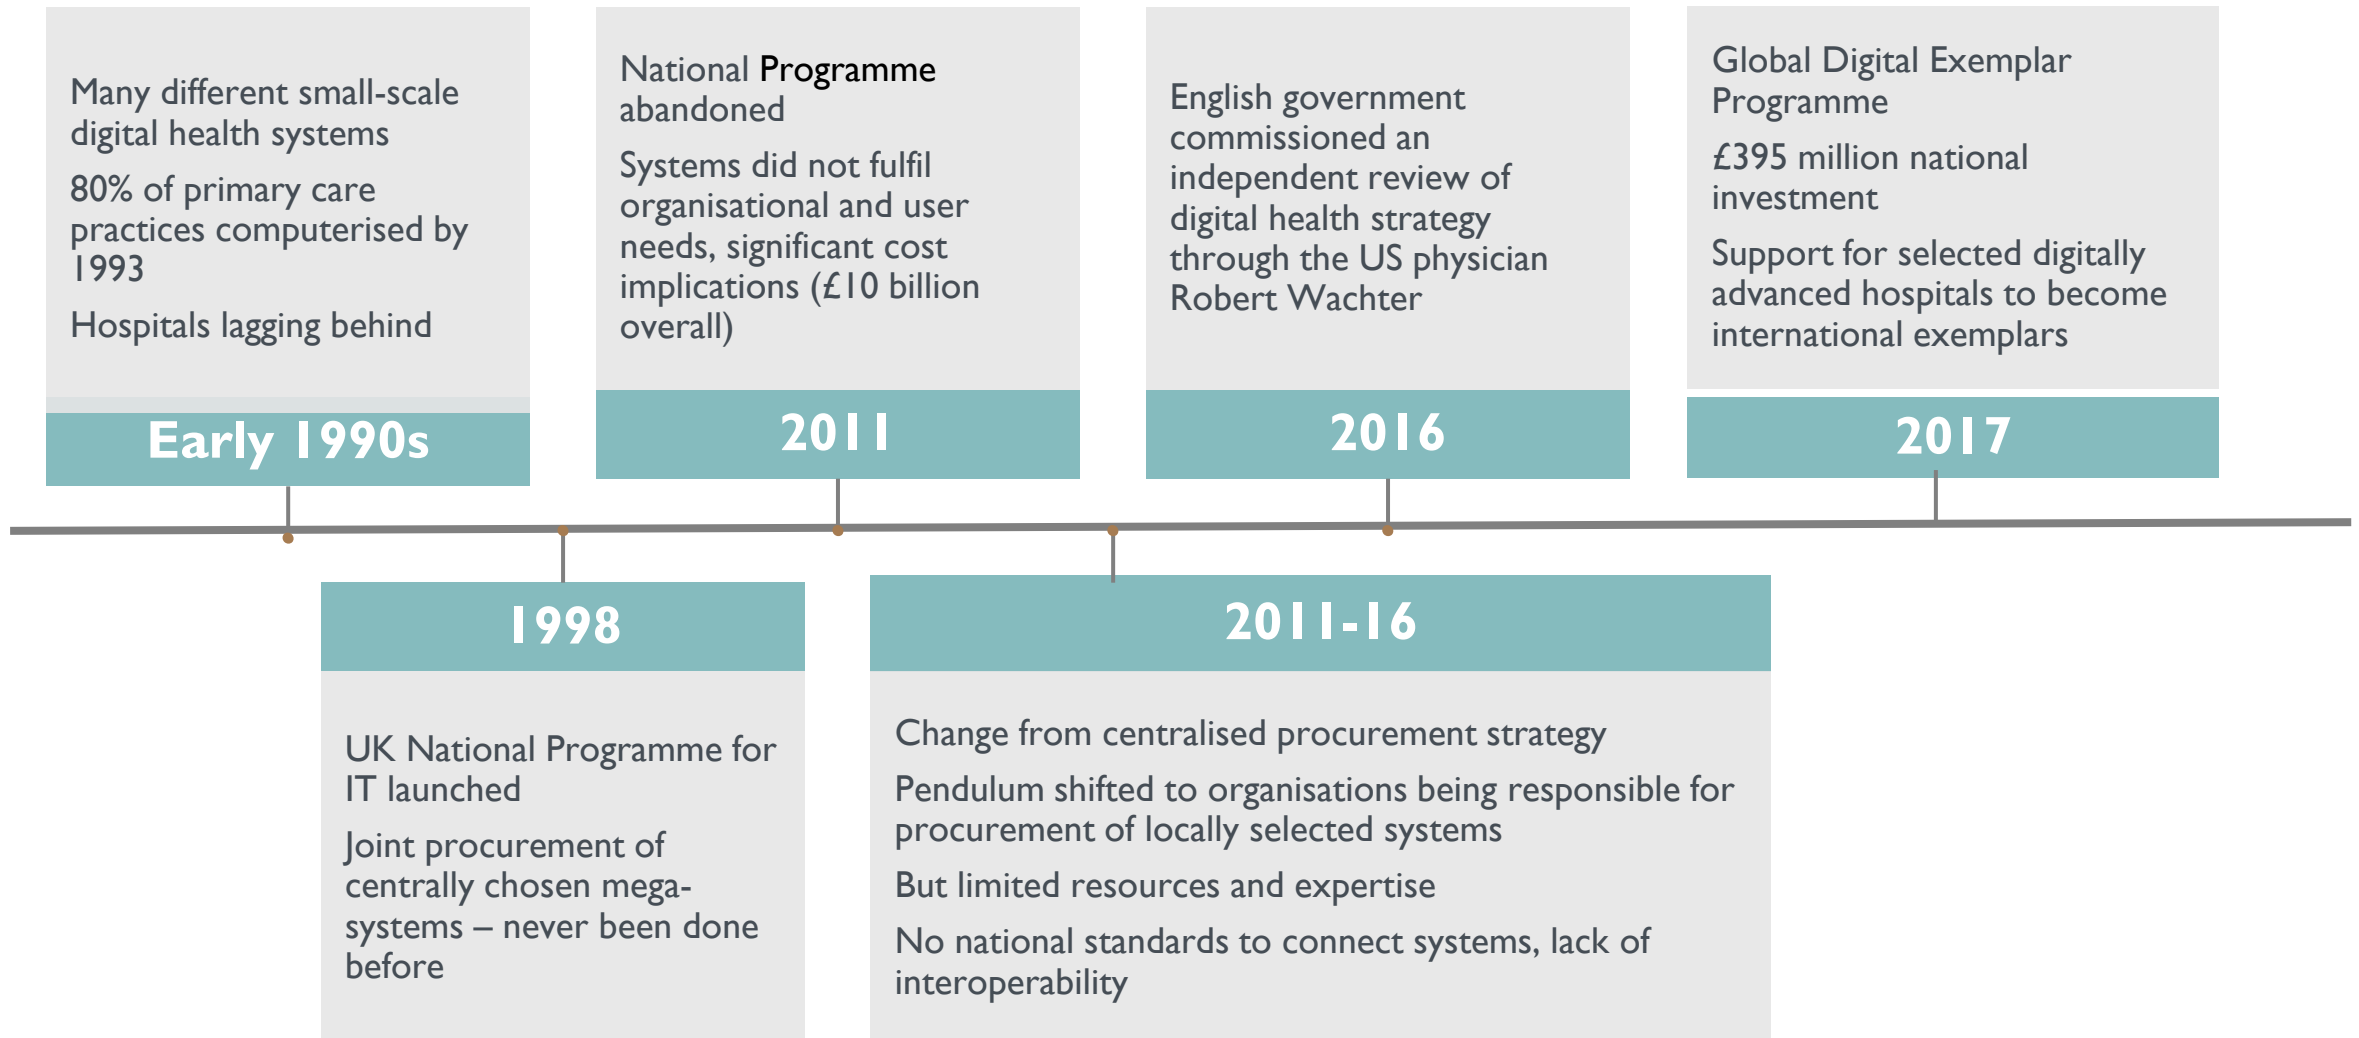 Many different small-scale
digital health systems
80% of primary care
practices computerised by
1993
Hospitals lagging behind
Early 1990s
UK National Programme for
IT launched
Joint procurement of
centrally chosen mega-
systems – never been done
before
1998
National Programme
abandoned
Systems did not fulfil
organisational and user
needs, significant cost
implications (£10 billion
overall)
2011
2011-16
Change from centralised procurement strategy
Pendulum shifted to organisations being responsible for
procurement of locally selected systems
But limited resources and expertise
No national standards to connect systems, lack of
interoperability
English government
commissioned an
independent review of
digital health strategy
through the US physician
Robert Wachter
2016
Global Digital Exemplar
Programme
£395 million national
investment
Support for selected digitally
advanced hospitals to become
international exemplars
2017